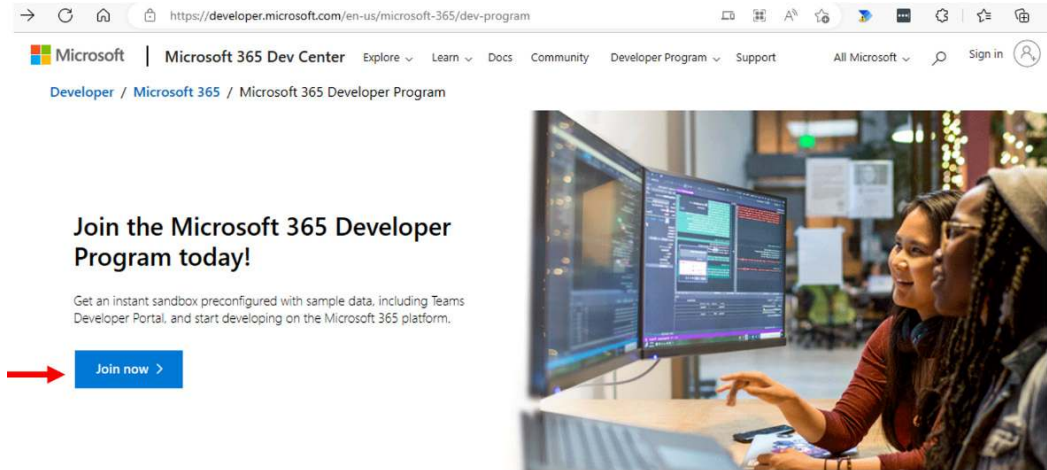 https://developer.microsoft.com/en-us/microsoft-365/dev-program
Microsoft | Microsoft 365 Dev Center Explore Learn Docs Community Developer Program Support All Microsoft Sign in
Developer / Microsoft 365 / Microsoft 365 Developer Program
Join the Microsoft 365 Developer
Program today!
Get an instant sandbox preconfigured with sample data, including Teams
Developer Portal, and start developing on the Microsoft 365 platform.
Join now >